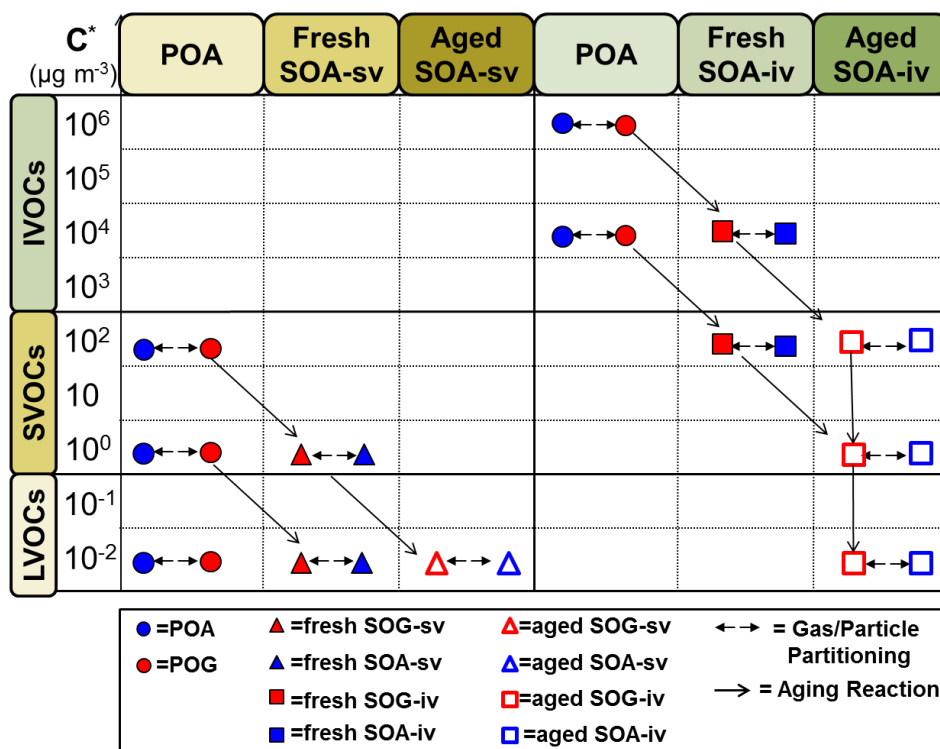 C*
(μg m-3)
POA
Fresh
SOA-sv
Aged
SOA-sv
POA
Fresh
SOA-iv
Aged
SOA-iv
IVOCs
10^6
10^5
10^4
10^3
SVOCs
10^2
10
10^0
LVOCs
10^-1
10^-2
=POA
=POG
=fresh SOG-sv
=fresh SOA-sv
=fresh SOG-iv
=fresh SOA-iv
=aged SOG-sv
=aged SOA-sv
=aged SOG-iv
=aged SOA-iv
= Gas/Particle
Partitioning
= Aging Reaction